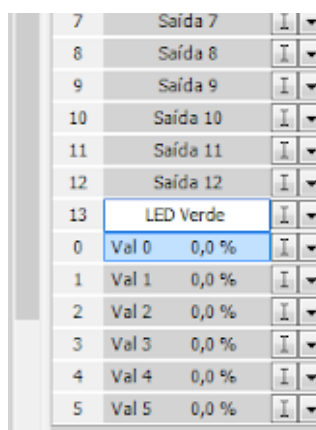 7 Saída 7
8 Saída 8
9 Saída 9
10 Saída 10
11 Saída 11
12 Saída 12
13 LED Verde
0 Val 0 0,0 %
1 Val 1 0,0 %
2 Val 2 0,0 %
3 Val 3 0,0 %
4 Val 4 0,0 %
5 Val 5 0,0 %